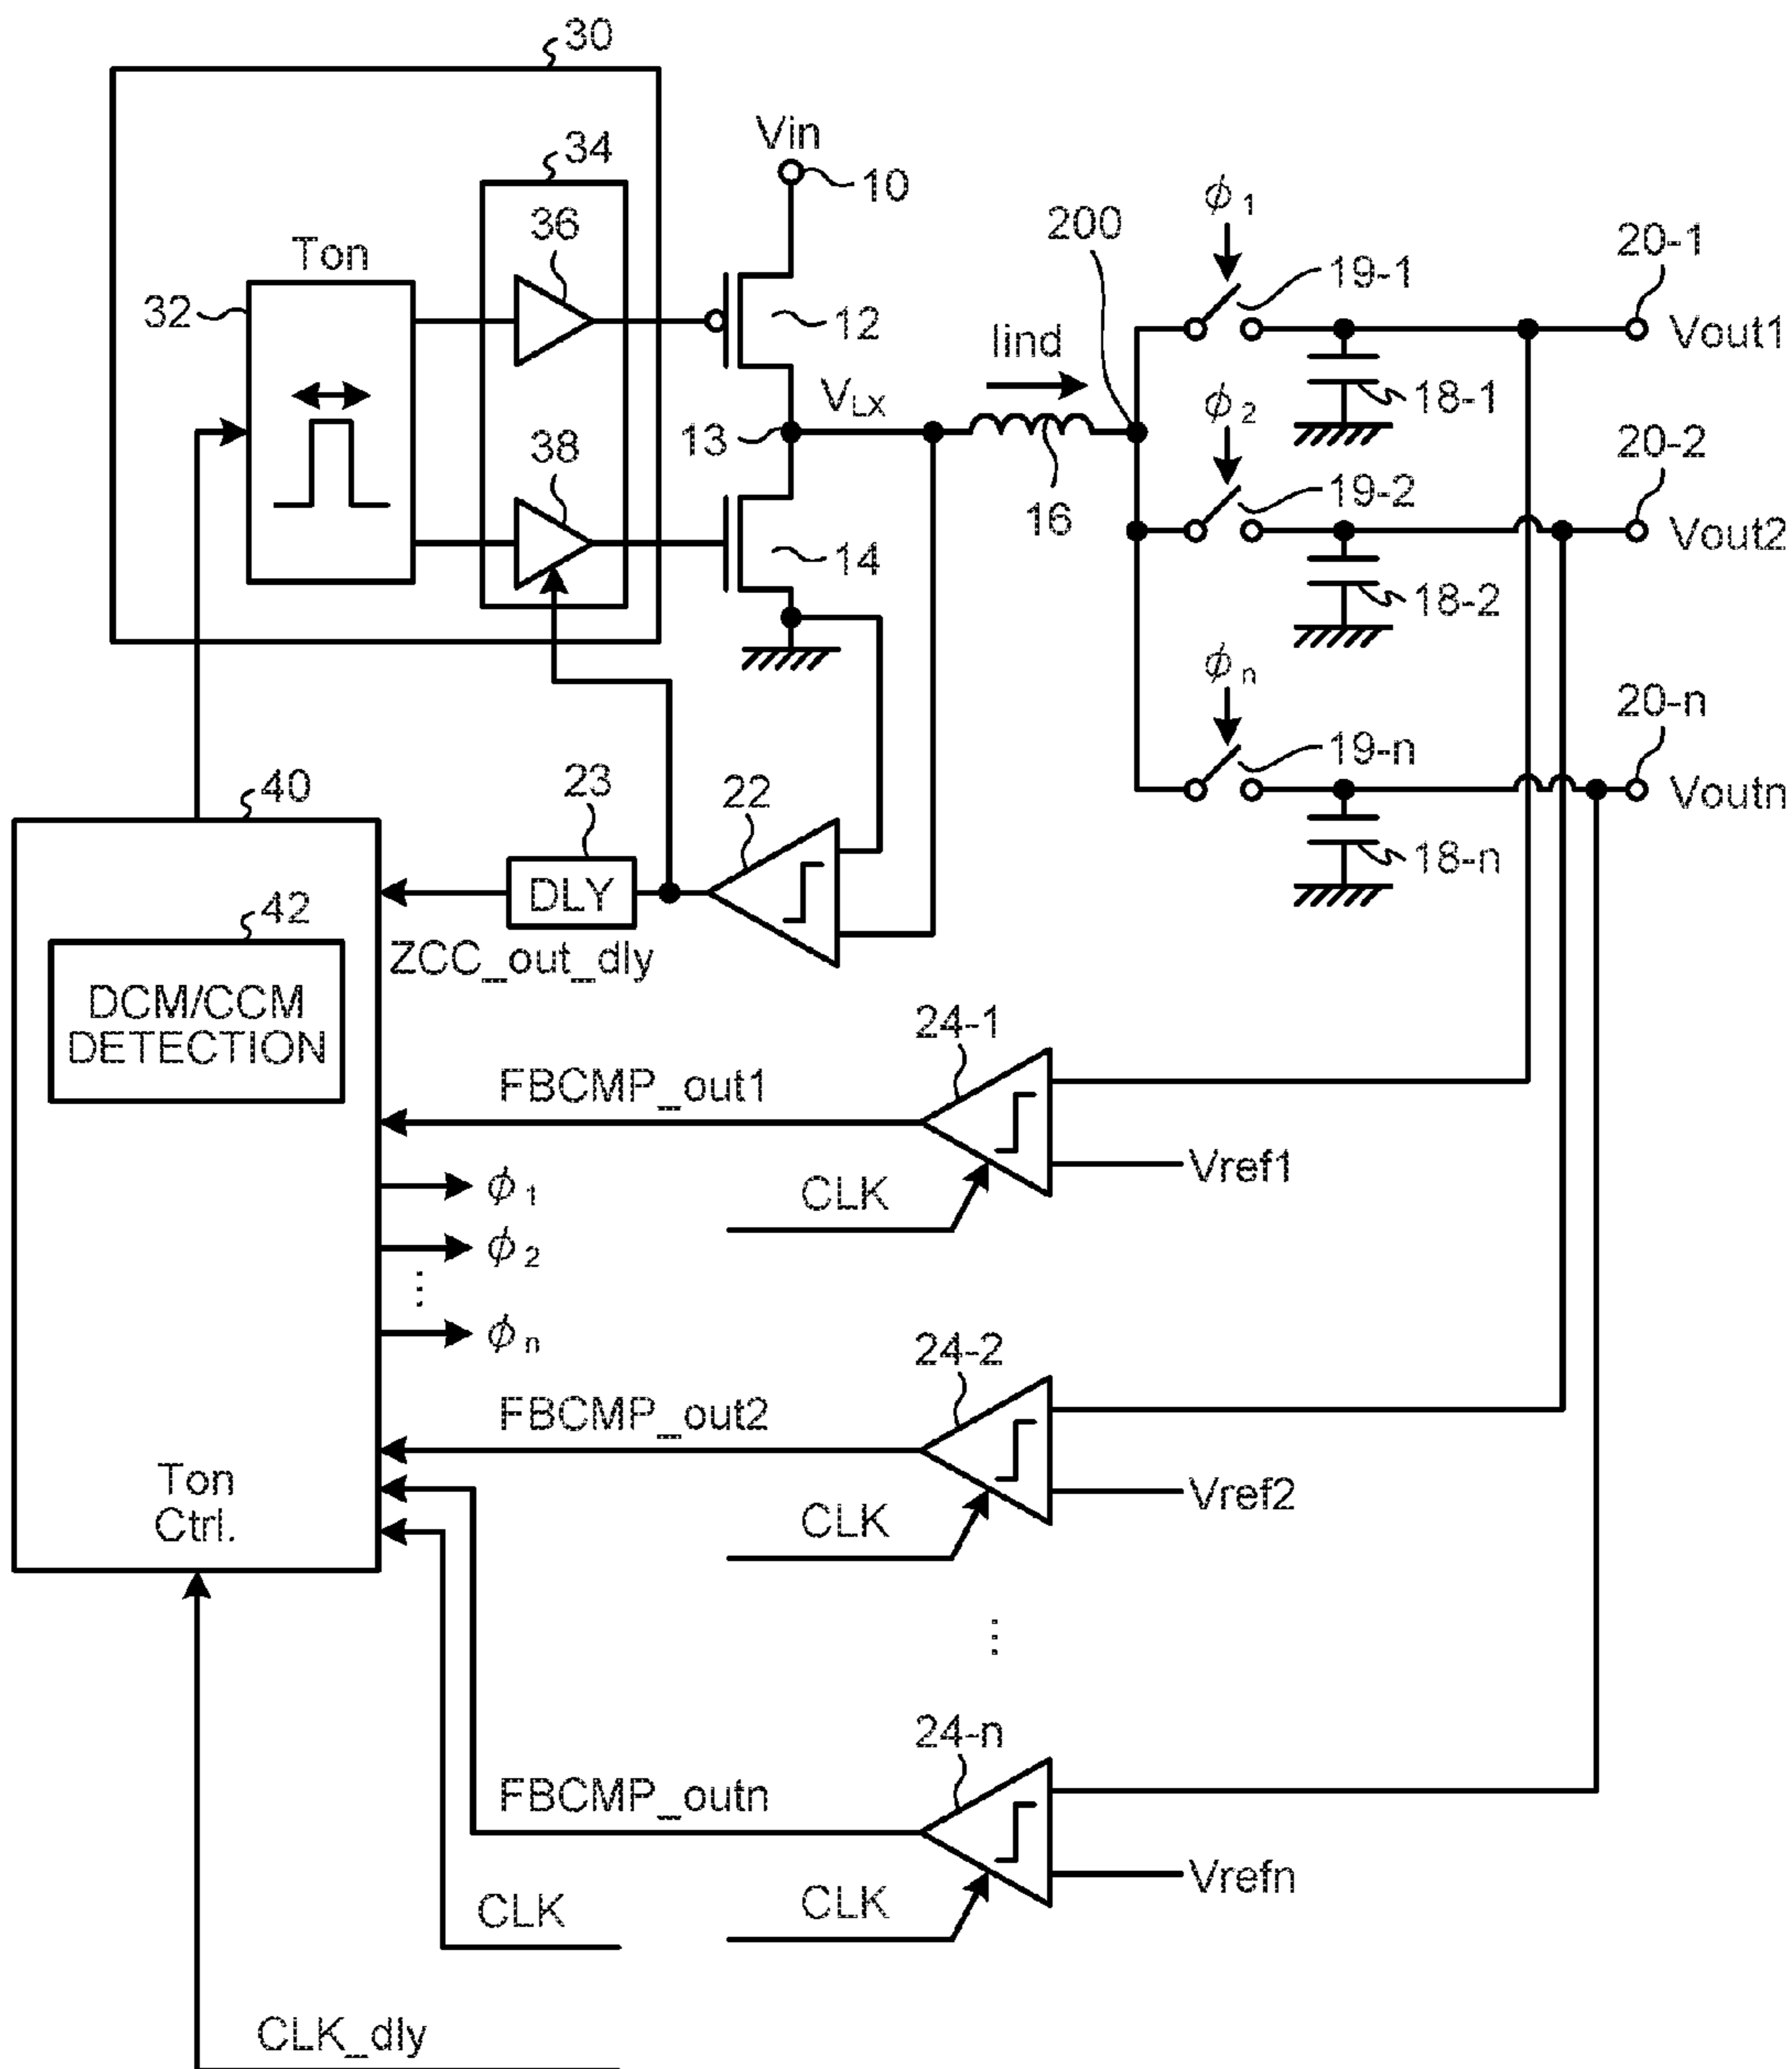 30
Vin
34
10
ϕ1
200
20-1
36
Ton
19-1
32
12
Iind
Vout1
VLX
ϕ2
18-1
13
20-2
38
19-2
16
14
Vout2
18-2
ϕn
20-n
19-n
40
23
22
Voutn
18-n
DLY
42
ZCC_out_dly
DCM/CCM
DETECTION
24-1
FBCMP_out1
Vref1
ϕ1
CLK
ϕ2
⋮
ϕn
24-2
FBCMP_out2
Ton
Ctrl.
Vref2
CLK
⋮
24-n
FBCMP_outn
Vrefn
CLK
CLK
CLK_dly